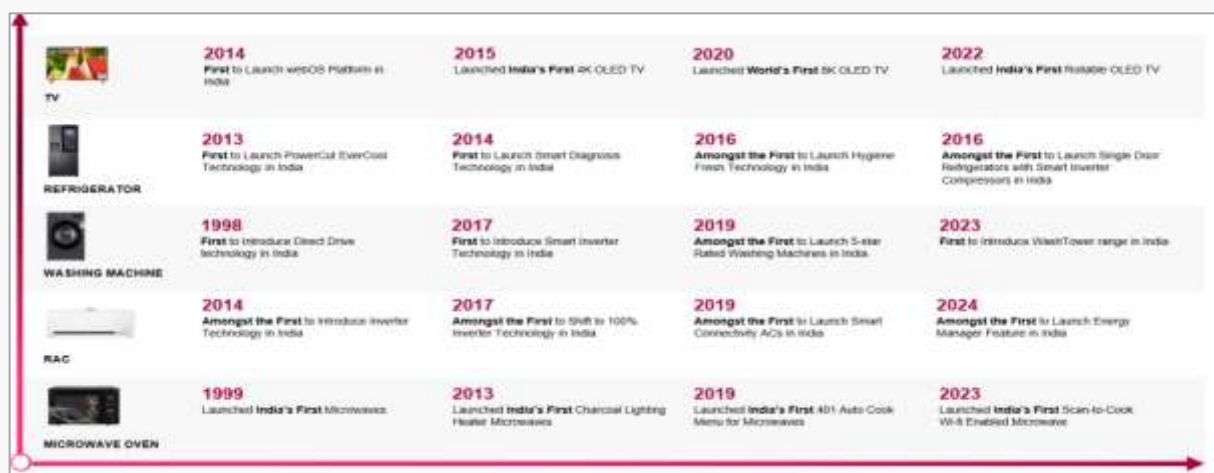 2014
First to Launch webOS Platform in
India
2015
Launched India's First 4K OLED TV
2020
Launched World's First 8K OLED TV
2022
Launched India's First Rollable OLED TV
TV
2013
First to Launch PowerCut EverCool
Technology in India
2014
First to Launch Smart Diagnosis
Technology in India
2016
Amongst the First to Launch Hygiene
Fresh Technology in India
2016
Amongst the First to Launch Single Door
Refrigerators with Smart Inverter
Compressors in India
REFRIGERATOR
1998
First to Introduce Direct Drive
technology in India
2017
First to Introduce Smart Inverter
Technology in India
2019
Amongst the First to Launch 5-star
Rated Washing Machines in India
2023
First to Introduce WashTower range in India
WASHING MACHINE
2014
Amongst the First to Introduce Inverter
Technology in India
2017
Amongst the First to Shift to 100%
Inverter Technology in India
2019
Amongst the First to Launch Smart
Connectivity ACs in India
2024
Amongst the First to Launch Energy
Manager Feature in India
RAC
1999
Launched India's First Microwaves
2013
Launched India's First Charcoal Lighting
Heater Microwaves
2019
Launched India's First 401 Auto Cook
Menu for Microwaves
2023
Launched India's First Scan-to-Cook
Wi-fi Enabled Microwave
MICROWAVE OVEN